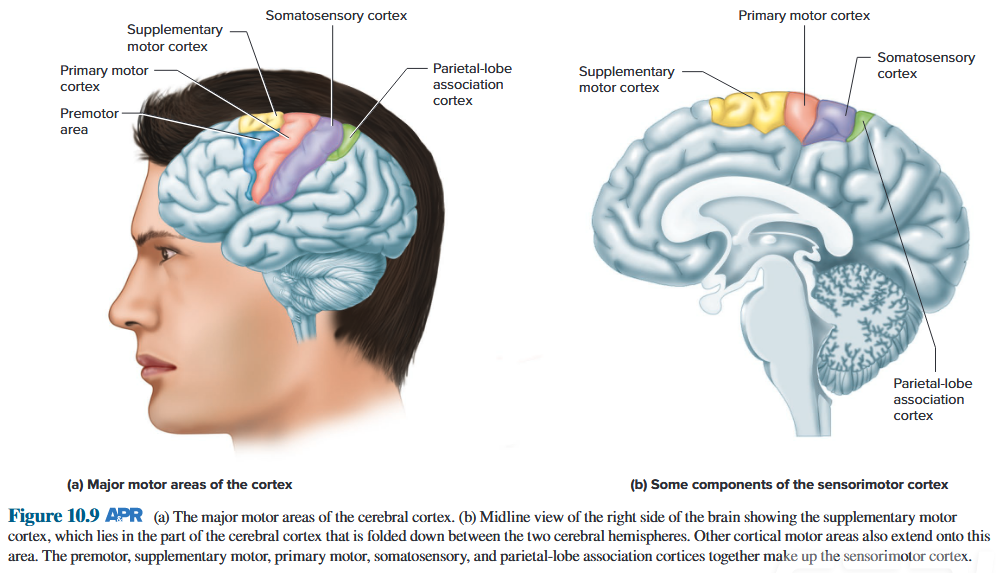 Somatosensory cortex
Supplementary
motor cortex
Primary motor
cortex
Premotor
area
Parietal-lobe
association
cortex
(a) Major motor areas of the cortex
Primary motor cortex
Supplementary
motor cortex
Somatosensory
cortex
Parietal-lobe
association
cortex
(b) Some components of the sensorimotor cortex
Figure 10.9 AP|R (a) The major motor areas of the cerebral cortex. (b) Midline view of the right side of the brain showing the supplementary motor
cortex, which lies in the part of the cerebral cortex that is folded down between the two cerebral hemispheres. Other cortical motor areas also extend onto this
area. The premotor, supplementary motor, primary motor, somatosensory, and parietal-lobe association cortices together make up the sensorimotor cortex.